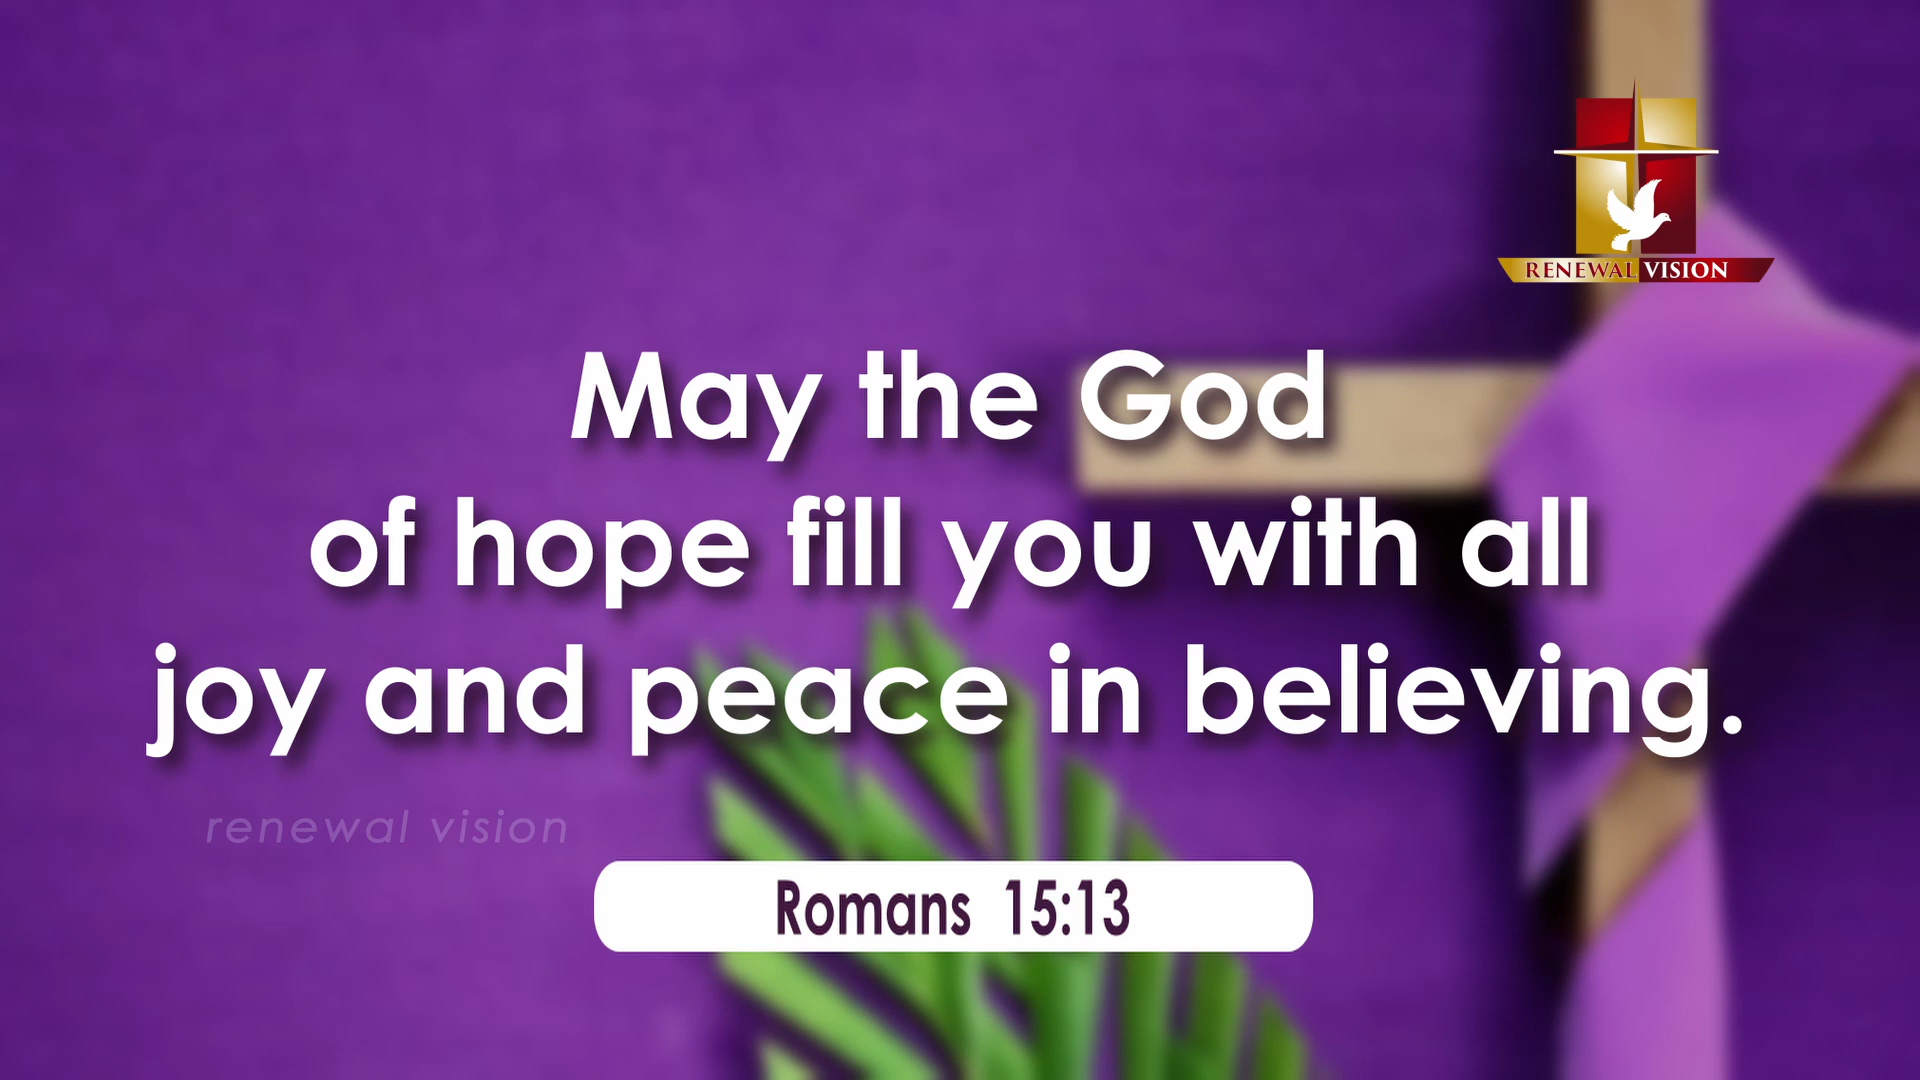 RENEWAL VISION
May the God
of hope fill you with all
joy and peace in believing.
renewal vision
Romans 15:13